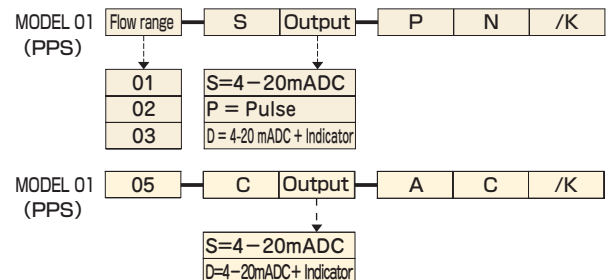 MODEL 01 Flow range S Output P N /K
(PPS)
01 S=4-20mADC
02 P = Pulse
03 D = 4-20 mADC + Indicator
MODEL 01 05 C Output A C /K
(PPS)
S=4-20mADC
D=4-20mADC+ Indicator